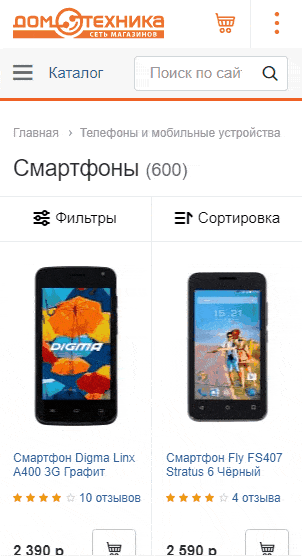 ДОМОТЕХНИКА
СЕТЬ МАГАЗИНОВ
Каталог
Поиск по сайт
Главная › Телефоны и мобильные устройства
Смартфоны (600)
Фильтры
Сортировка
DIGMA
15:21
Смартфон Digma Linx
A400 3G Графит
10 отзывов
2 390 р
Смартфон Fly FS407
Stratus 6 Чёрный
4 отзыва
2 590 р